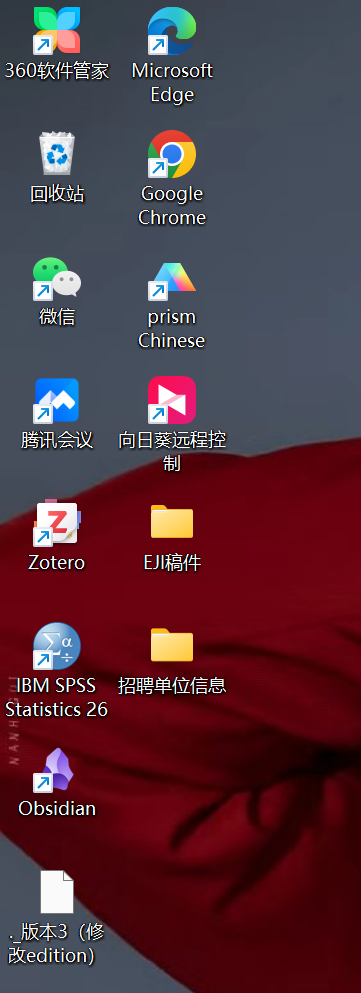 360软件管家
Microsoft
Edge
回收站
Google
Chrome
微信
prism
Chinese
腾讯会议
向日葵远程控
制
Zotero
EJI稿件
IBM SPSS
Statistics 26
招聘单位信息
Obsidian
._版本3（修
改edition）